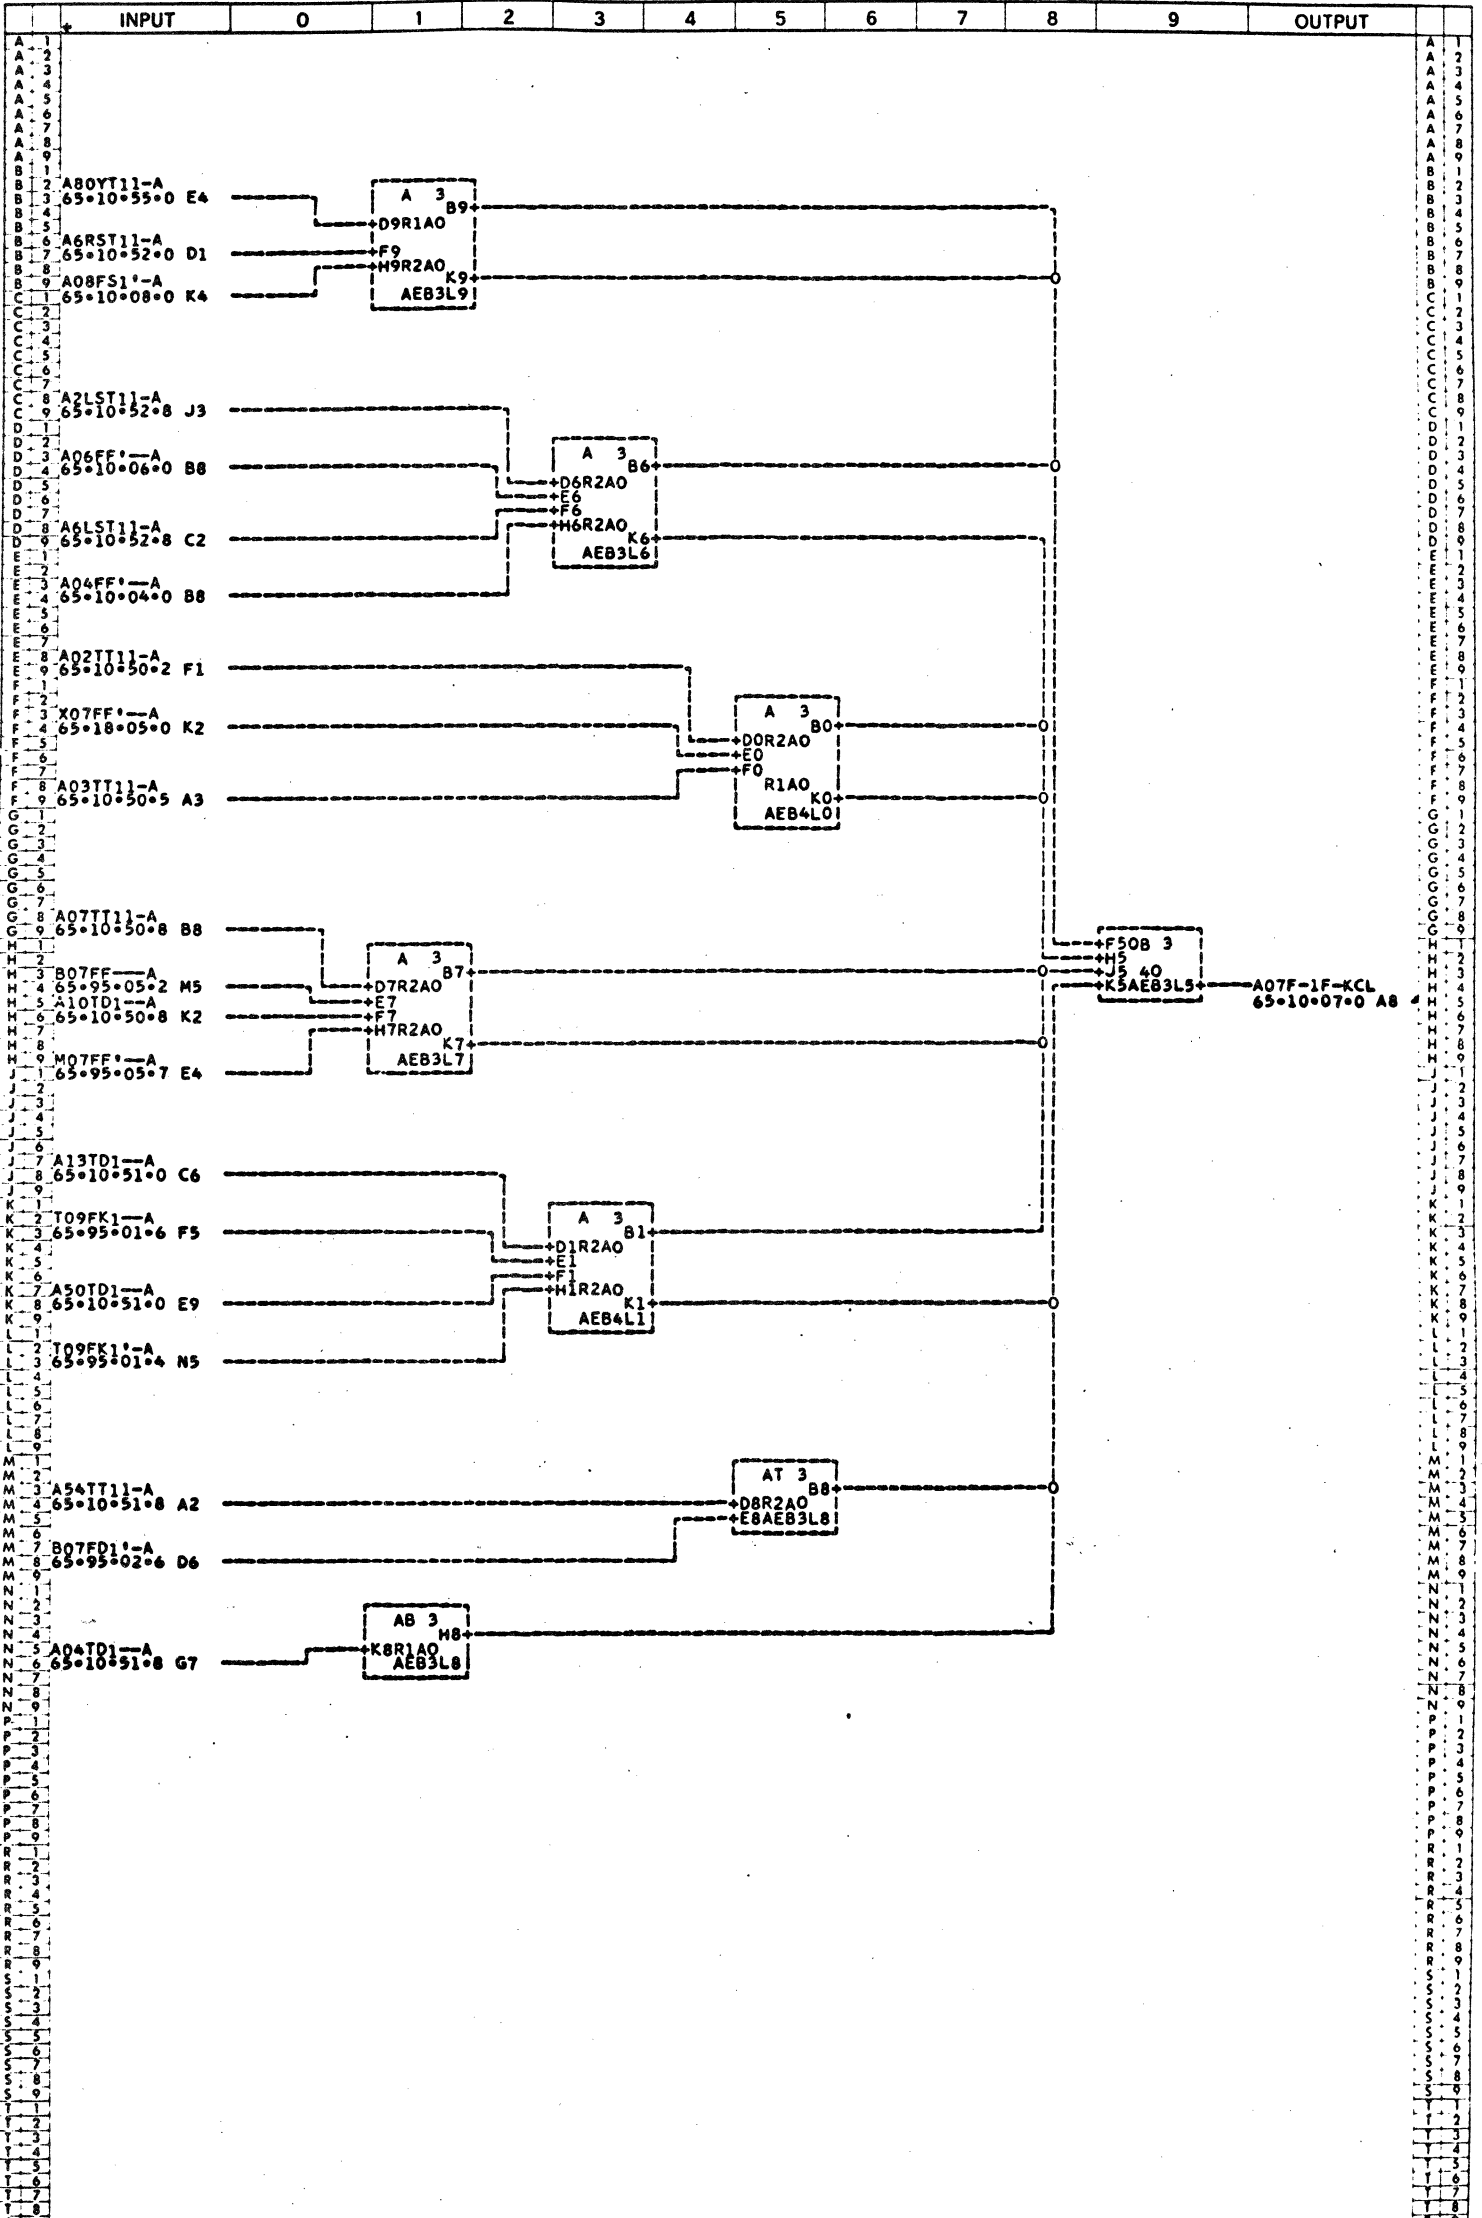 INPUT 0 1 2 3 4 5 6 7 8 9 OUTPUT
A80YT11-A
65•10•55•0 E4
A 3
B9
D9R1A0
A6RST11-A
65•10•52•0 D1
F9
H9R2A0
K9
A08FS1'-A
65•10•08•0 K4
AEB3L9
A2LST11-A
65•10•52•8 J3
A06FF'--A
65•10•06•0 B8
A 3
B6
D6R2A0
E6
F6
H6R2A0
A6LST11-A
65•10•52•8 C2
K6
AEB3L6
A04FF'--A
65•10•04•0 B8
A02TT11-A
65•10•50•2 F1
X07FF'--A
65•18•05•0 K2
A 3
B0
D0R2A0
E0
F0
R1A0
A03TT11-A
65•10•50•5 A3
K0
AEB4L0
A07TT11-A
65•10•50•8 B8
F5OB 3
H5
J5 40
K5AEB3L5
A07F-1F-KCL
65•10•07•0 A8
A 3
B7
B07FF---A
65•95•05•2 M5
D7R2A0
E7
A10TD1--A
65•10•50•8 K2
F7
H7R2A0
K7
AEB3L7
M07FF'--A
65•95•05•7 E4
A13TD1--A
65•10•51•0 C6
T09FK1--A
65•95•01•6 F5
A 3
B1
D1R2A0
E1
F1
H1R2A0
A50TD1--A
65•10•51•0 E9
K1
AEB4L1
T09FK1'-A
65•95•01•4 N5
AT 3
B8
A54TT11-A
65•10•51•8 A2
D8R2A0
E8AEB3L8
B07FD1'-A
65•95•02•6 D6
AB 3
H8
A04TD1--A
65•10•51•8 G7
K8R1A0
AEB3L8